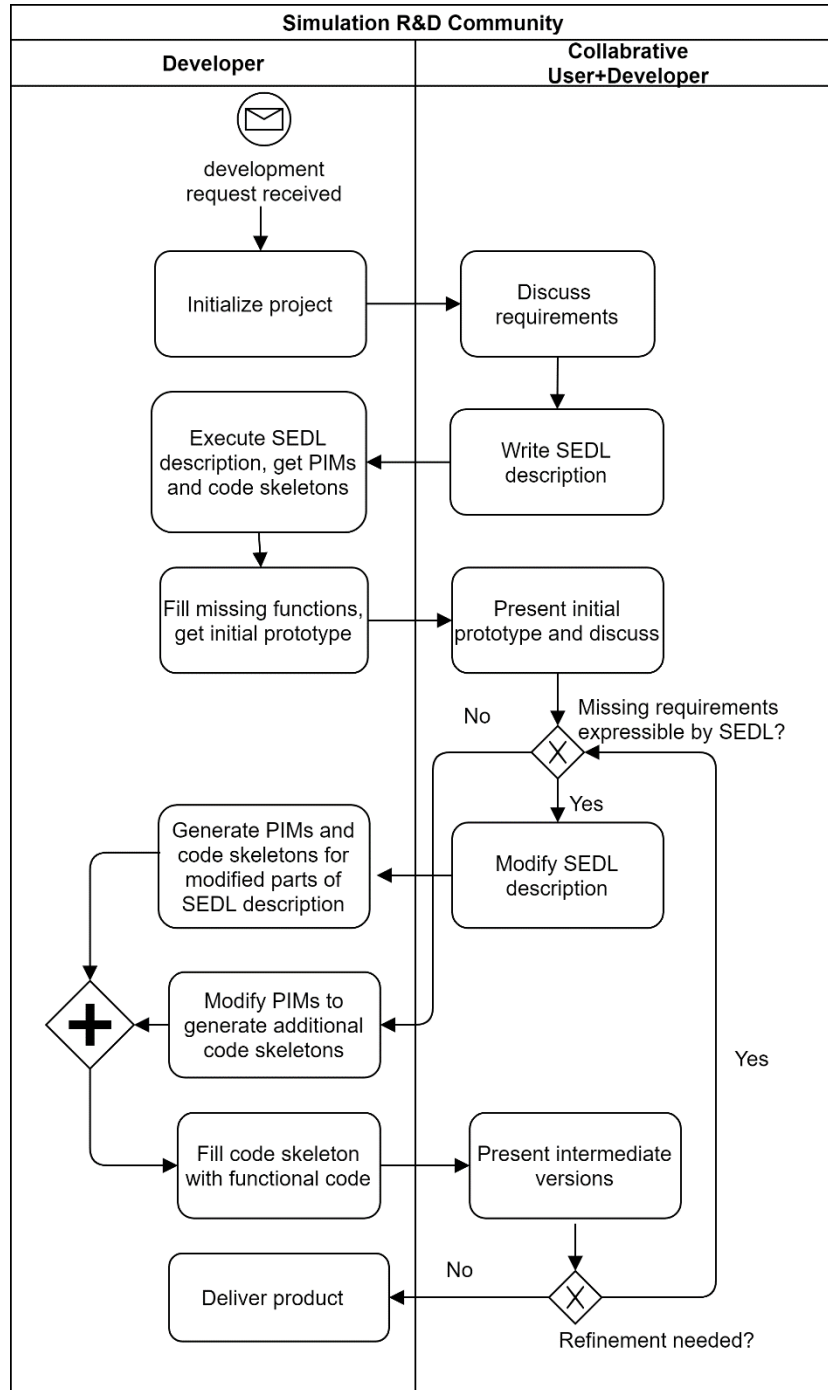 Simulation R&D Community
Developer
Collabrative
User+Developer
development
request received
Initialize project
Discuss
requirements
Execute SEDL
description, get PIMs
and code skeletons
Write SEDL
description
Fill missing functions,
get initial prototype
Present initial
prototype and discuss
No
Missing requirements
expressible by SEDL?
X
Yes
Generate PIMs and
code skeletons for
modified parts of
SEDL description
Modify SEDL
description
Modify PIMs to
generate additional
code skeletons
Yes
Fill code skeleton
with functional code
Present intermediate
versions
Deliver product
No
X
Refinement needed?